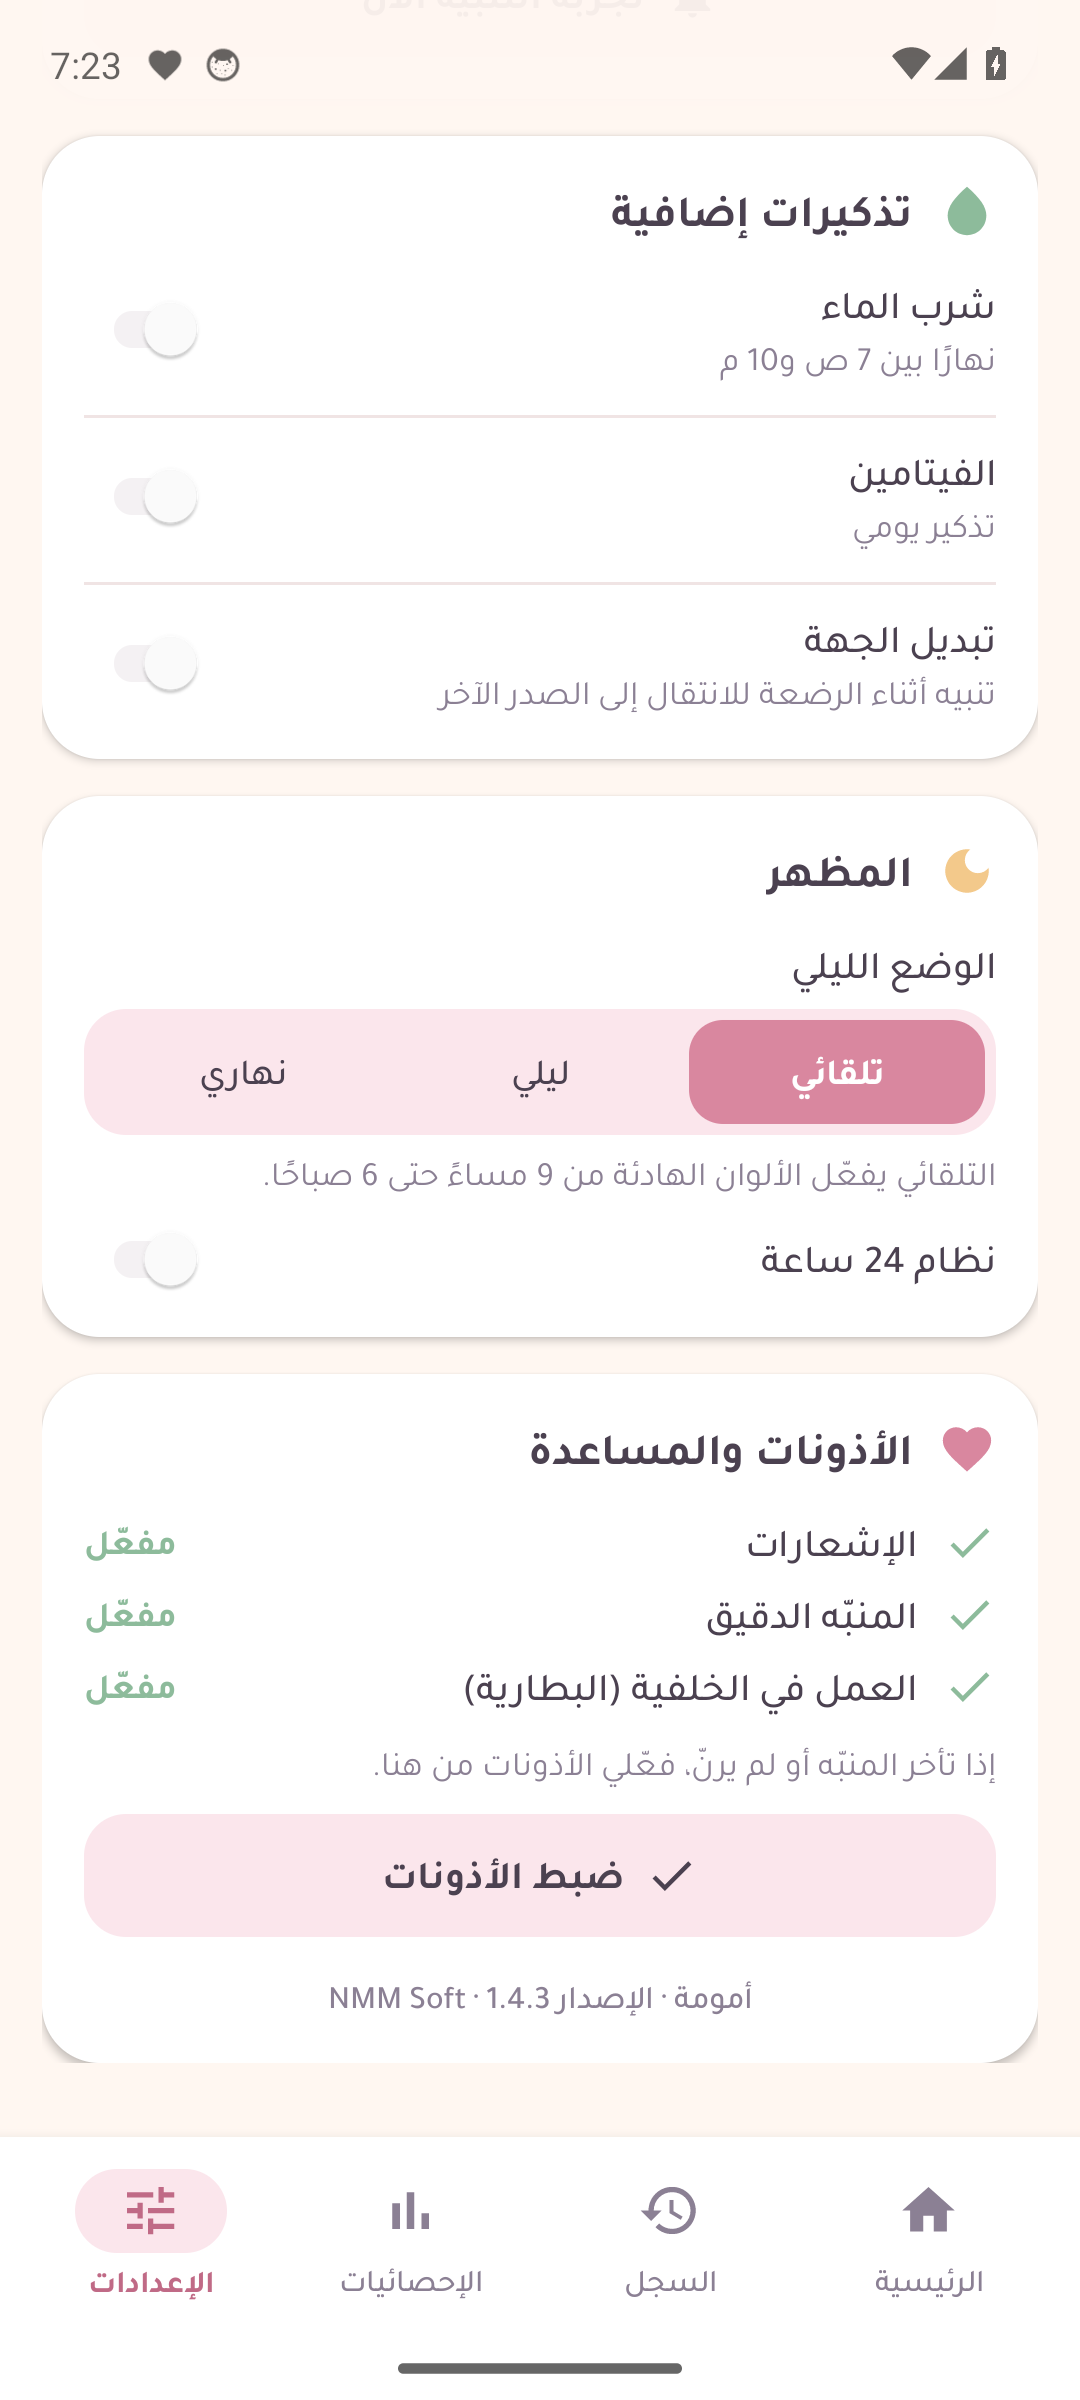 تجربة التنبيه الآن
7:23
تذكيرات إضافية
شرب الماء
نهارًا بين 7 ص و10 م
الفيتامين
تذكير يومي
تبديل الجهة
تنبيه أثناء الرضعة للانتقال إلى الصدر الآخر
المظهر
الوضع الليلي
تلقائي
ليلي
نهاري
التلقائي يفعّل الألوان الهادئة من 9 مساءً حتى 6 صباحًا.
نظام 24 ساعة
الأذونات والمساعدة
الإشعارات مفعّل
المنبّه الدقيق مفعّل
العمل في الخلفية (البطارية) مفعّل
إذا تأخر المنبّه أو لم يرنّ، فعّلي الأذونات من هنا.
ضبط الأذونات
أمومة · الإصدار 1.4.3 · NMM Soft
الرئيسية
السجل
الإحصائيات
الإعدادات